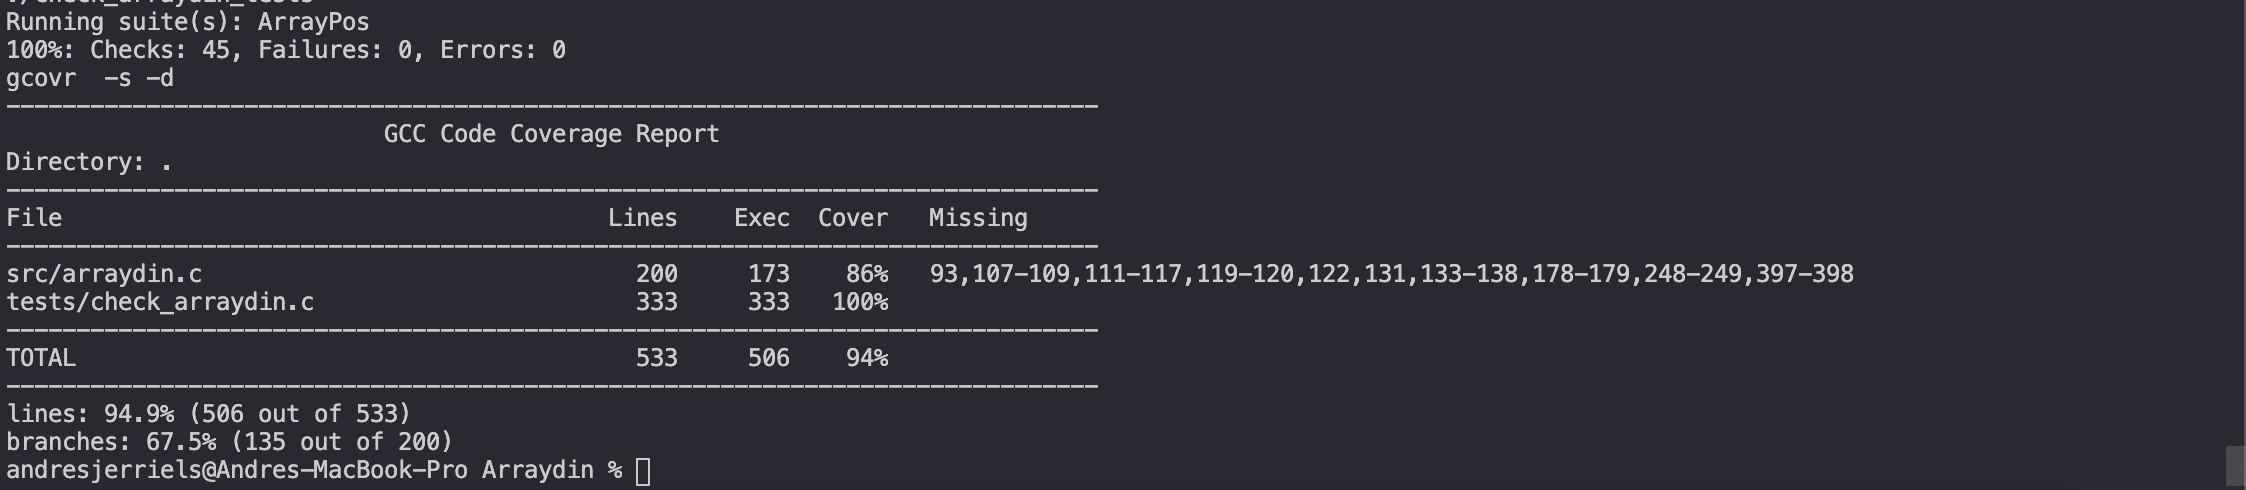 Running suite(s): ArrayPos
100%: Checks: 45, Failures: 0, Errors: 0
gcovr  -s -d
------------------------------------------------------------------------------
                           GCC Code Coverage Report
Directory: .
------------------------------------------------------------------------------
File                                       Lines    Exec  Cover   Missing
------------------------------------------------------------------------------
src/arraydin.c                               200     173    86%   93,107-109,111-117,119-120,122,131,133-138,178-179,248-249,397-398
tests/check_arraydin.c                       333     333   100%
------------------------------------------------------------------------------
TOTAL                                        533     506    94%
------------------------------------------------------------------------------
lines: 94.9% (506 out of 533)
branches: 67.5% (135 out of 200)
andresjerriels@Andres-MacBook-Pro Arraydin %